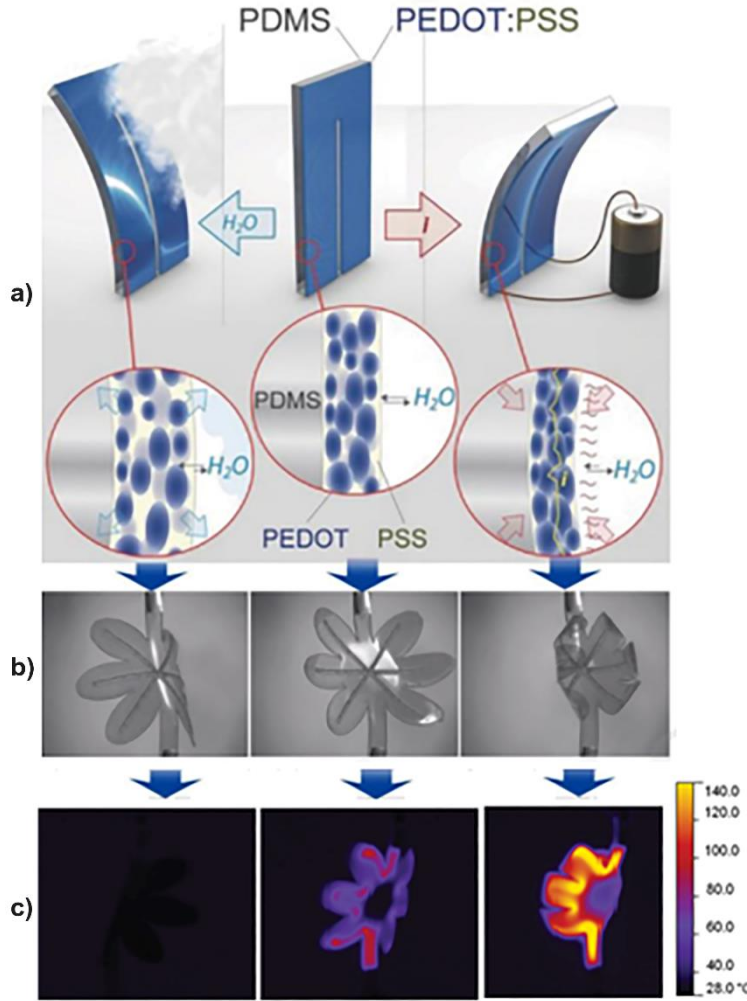 PDMS PEDOT:PSS
H₂O I
a)
PDMS H₂O
H₂O i H₂O
PEDOT PSS
b)
140.0
120.0
100.0
80.0
60.0
40.0
28.0 °C
c)